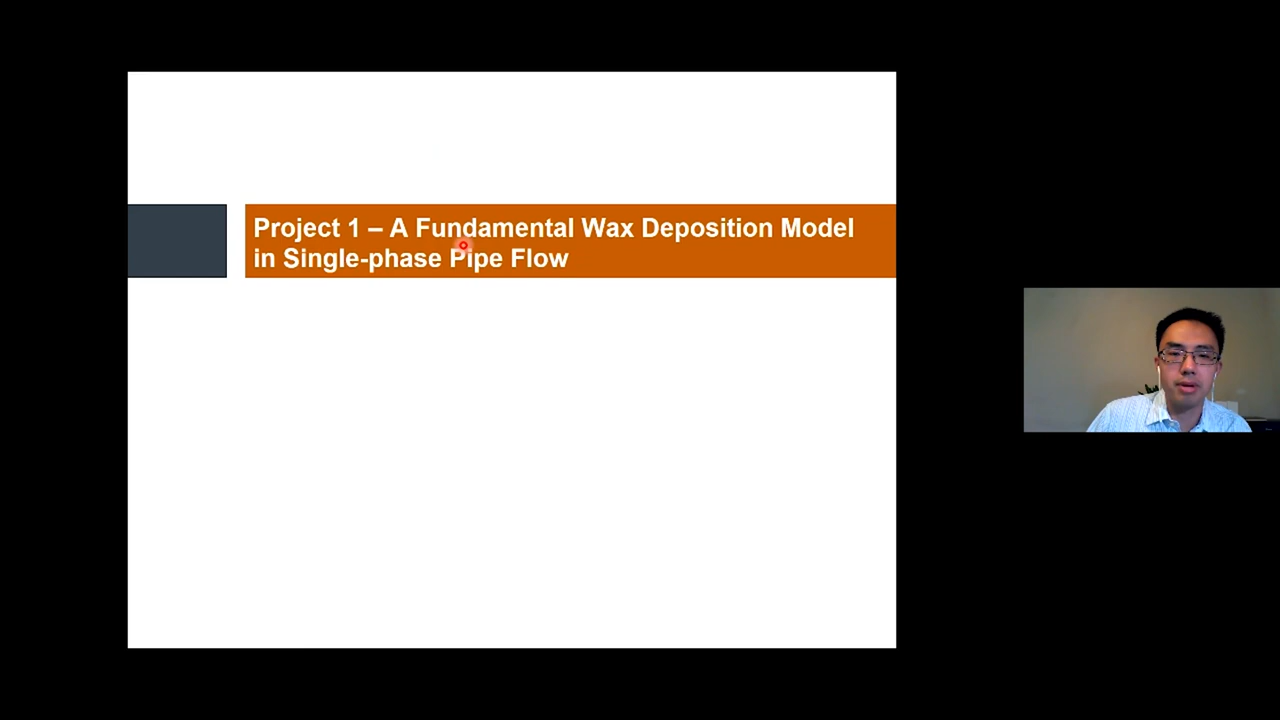 Project 1 – A Fundamental Wax Deposition Model
in Single-phase Pipe Flow